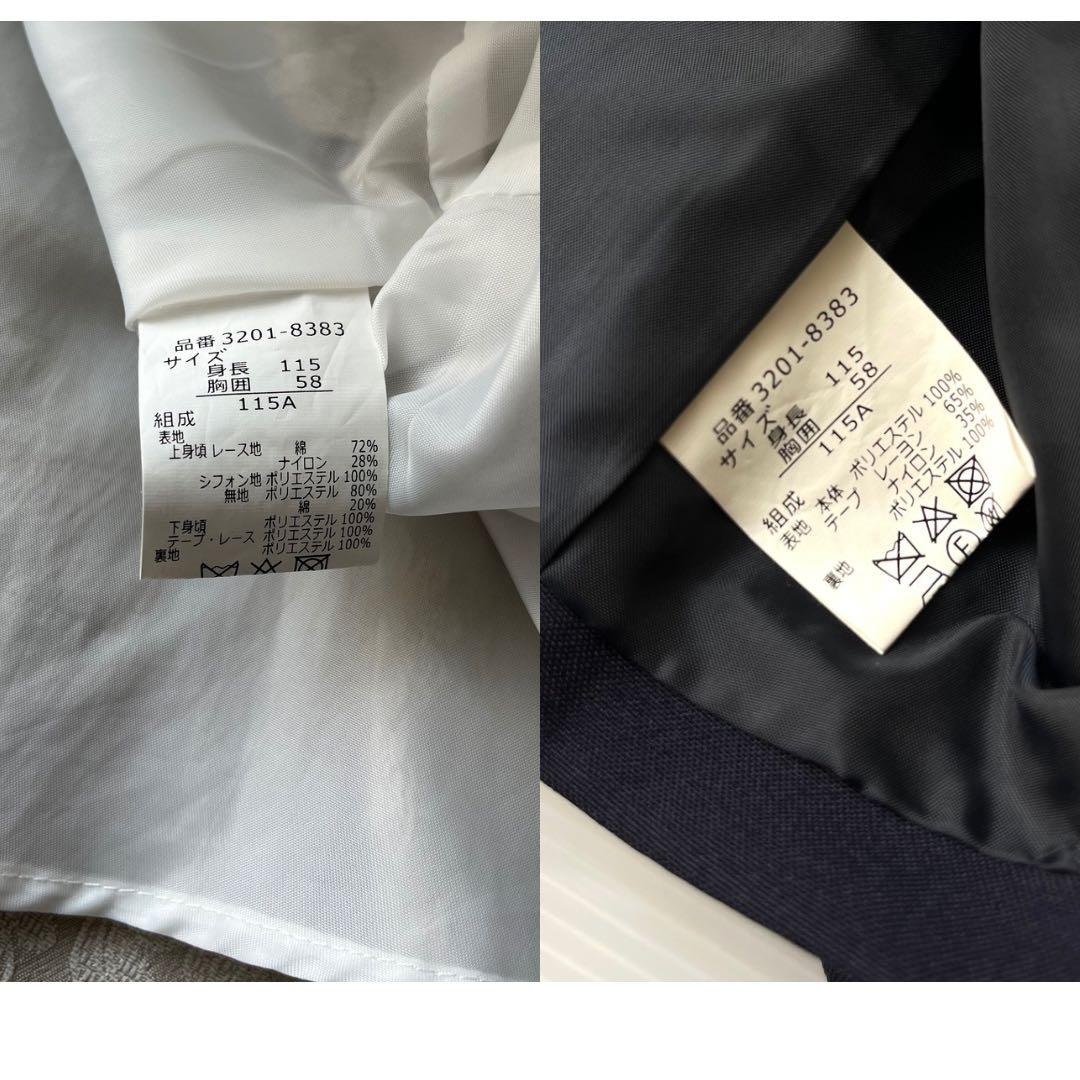 品番 3201-8383
サイズ
身長 115
胸囲 58
115A
組成
表地
上身頃 レース地 綿 72%
ナイロン 28%
シフォン地 ポリエステル 100%
無地 ポリエステル 80%
綿 20%
下身頃 ポリエステル 100%
テープ・レース ポリエステル 100%
裏地 ポリエステル 100%
品番 3201-8383
サイズ
身長 115
胸囲 58
115A
組成
表地 本体 ポリエステル 100%
テープ レーヨン 65%
ナイロン 35%
裏地 ポリエステル 100%
F
W